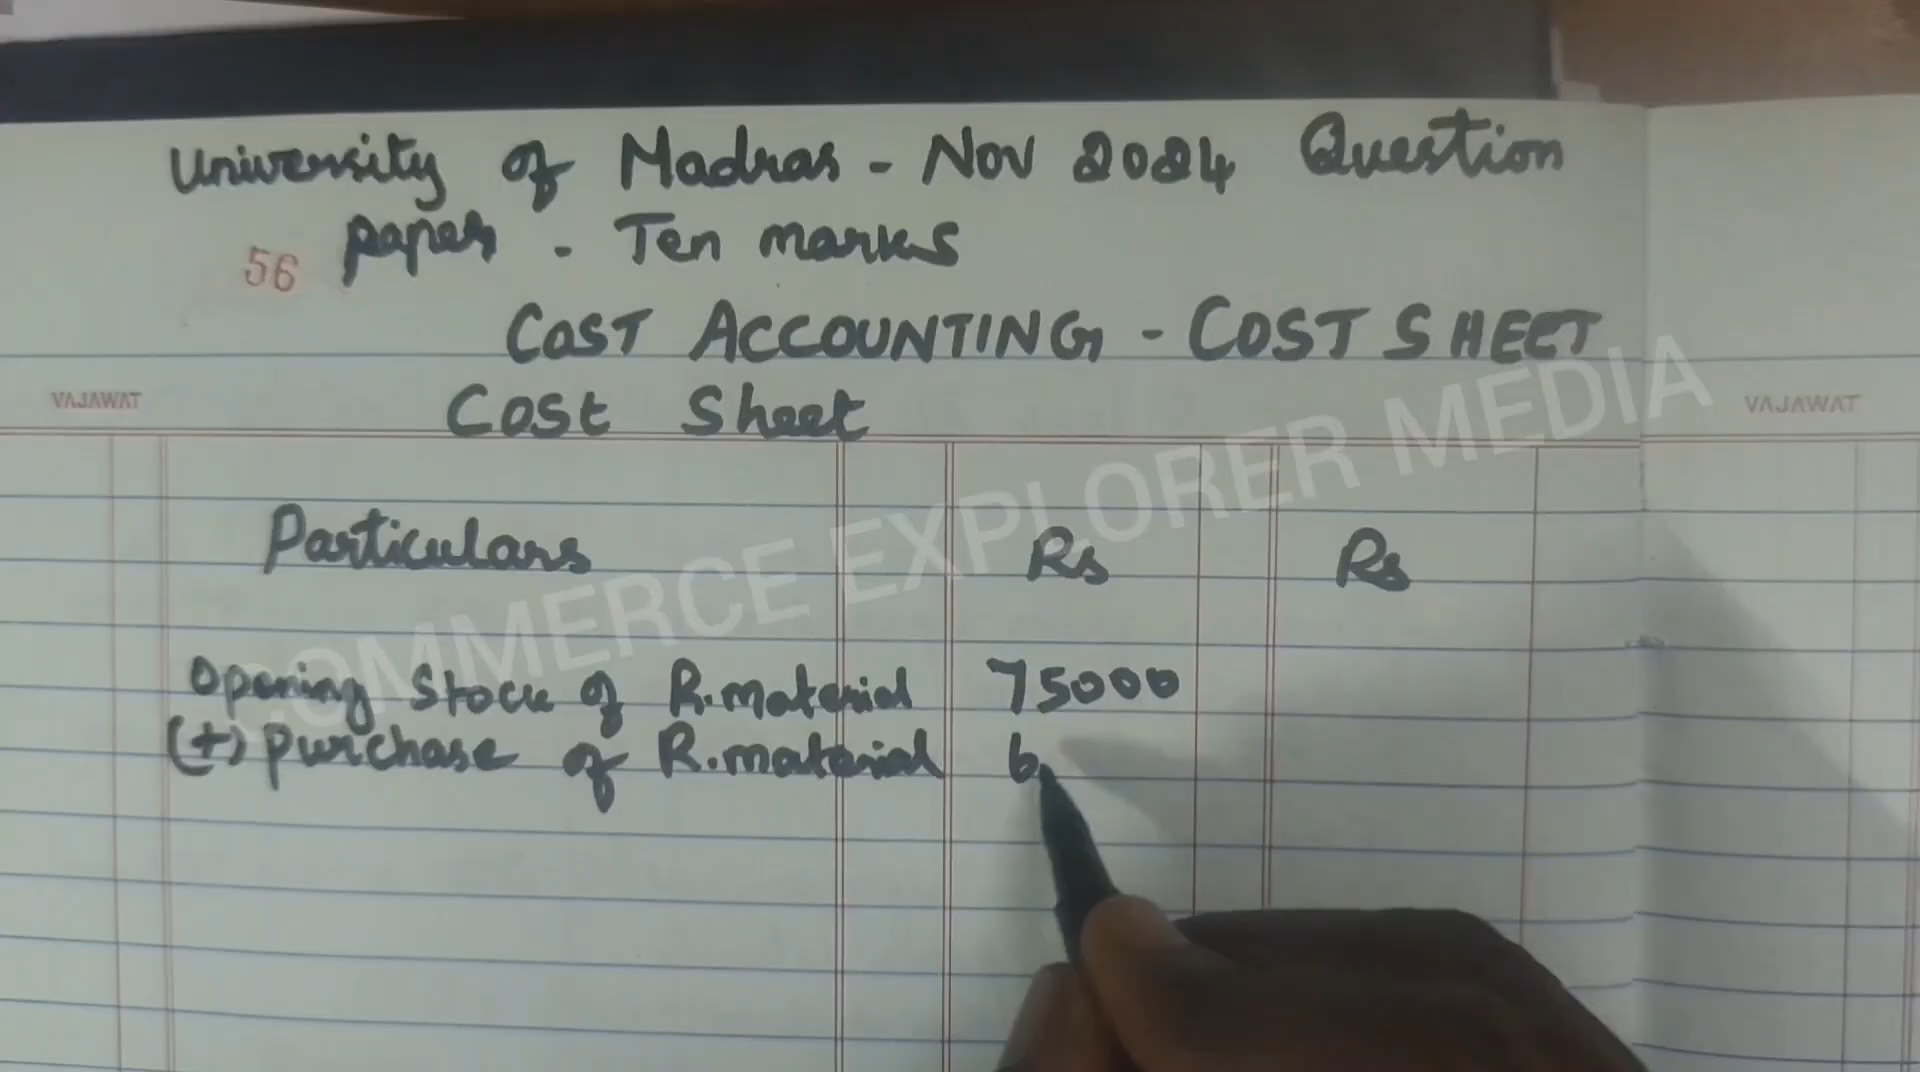 University of Madras - Nov 2024 Question
paper - Ten marks
56
COST ACCOUNTING - COST SHEET
Cost Sheet
VAJAWAT
VAJAWAT
Particulars Rs Rs
Opening Stock of R.material 75000
(+) Purchase of R.material 6
COMMERCE EXPLORER MEDIA